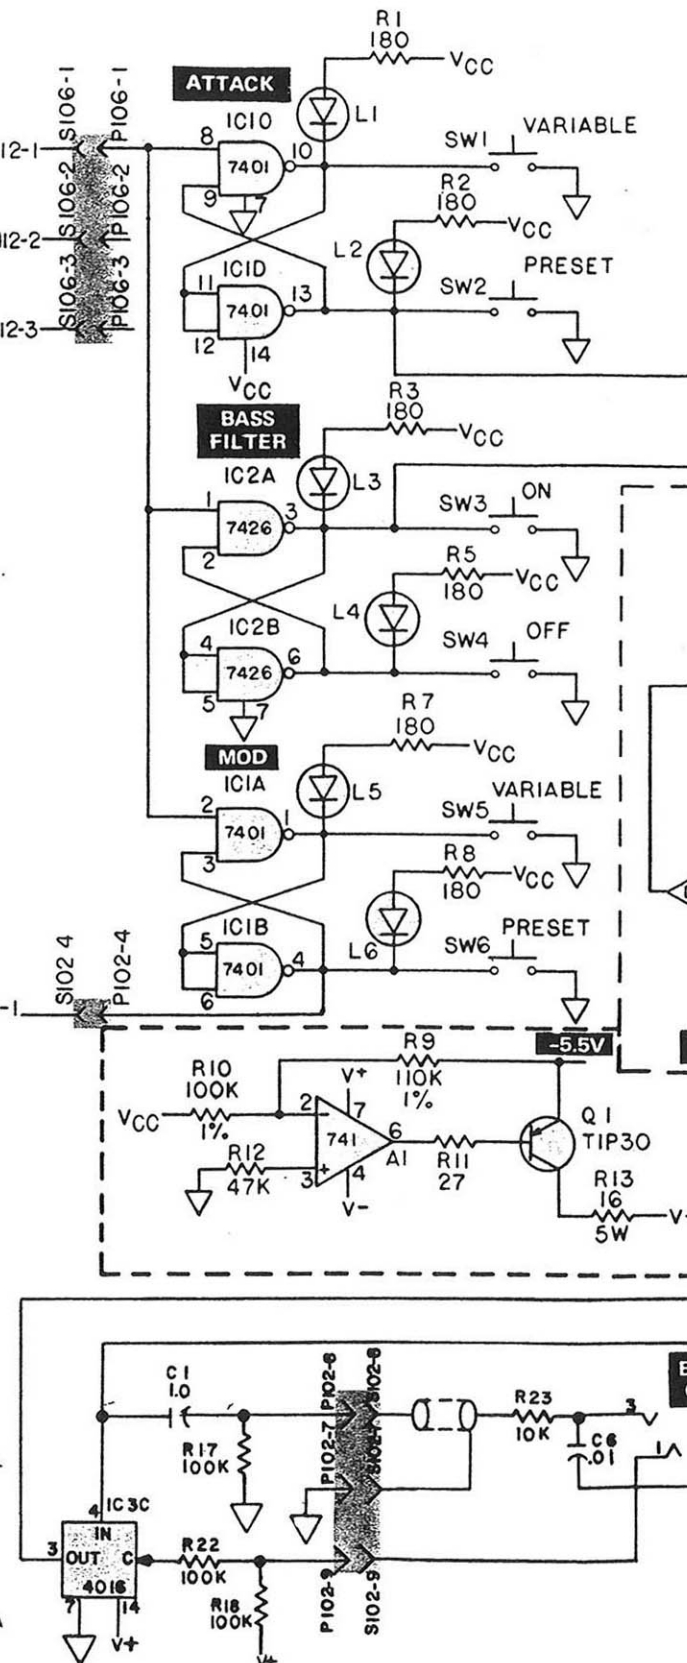 R1
180
VCC
S106-1
P106-1
ATTACK
L1
IC10
8
7401
10
9
7
SW1
VARIABLE
12-1
S106-2
P106-2
R2
180
VCC
12-2
S106-3
P106-3
L2
PRESET
SW2
11
IC1D
13
7401
12
14
VCC
12-3
R3
180
VCC
BASS
FILTER
L3
IC2A
1
3
7426
2
SW3
ON
R5
180
VCC
L4
IC2B
4
6
7426
5
7
SW4
OFF
R7
180
VCC
MOD
IC1A
L5
2
1
7401
3
SW5
VARIABLE
R8
180
VCC
L6
IC1B
5
4
7401
6
SW6
PRESET
S102 4
P102-4
-1
-5.5V
R9
110K
1%
R10
100K
1%
VCC
V+
2
-
7
741
6
A1
3
+
4
V-
R12
47K
R11
27
Q1
TIP30
R13
16
5W
C1
1.0
P102-6
P102-7
R17
100K
R23
10K
3
C6
.01
1
IC3C
4
IN
3
OUT
C
4016
7
14
V+
R22
100K
R18
100K
V+
P102-9
S102-9